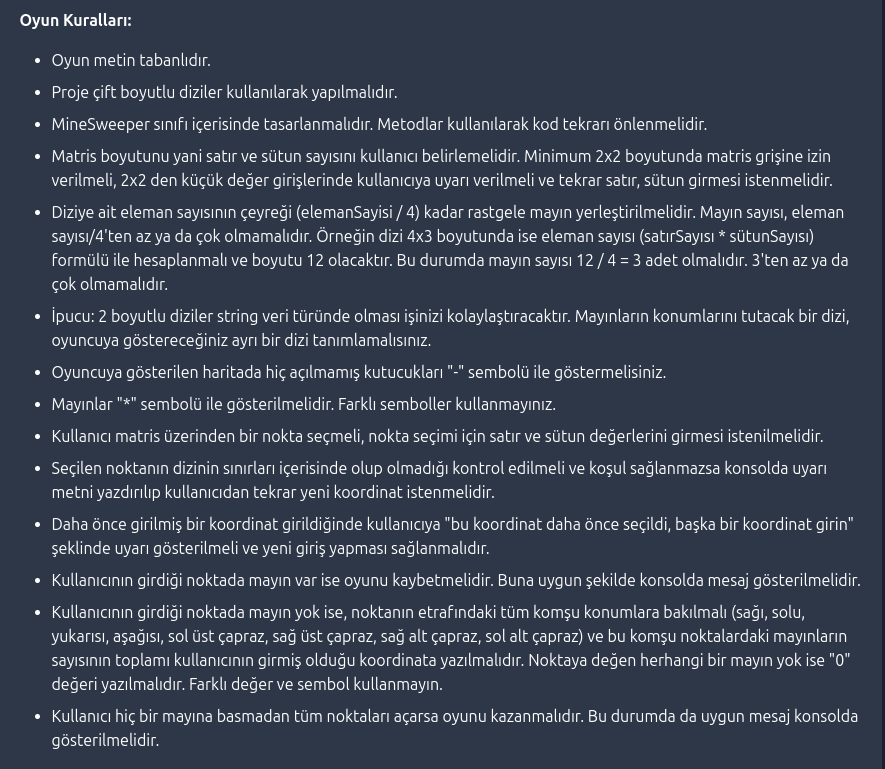 Oyun Kuralları:
• Oyun metin tabanlıdır.
• Proje çift boyutlu diziler kullanılarak yapılmalıdır.
• MineSweeper sınıfı içerisinde tasarlanmalıdır. Metodlar kullanılarak kod tekrarı önlenmelidir.
• Matris boyutunu yani satır ve sütun sayısını kullanıcı belirlemelidir. Minimum 2x2 boyutunda matris grişine izin
verilmeli, 2x2 den küçük değer girişlerinde kullanıcıya uyarı verilmeli ve tekrar satır, sütun girmesi istenmelidir.
• Diziye ait eleman sayısının çeyreği (elemanSayisi / 4) kadar rastgele mayın yerleştirilmelidir. Mayın sayısı, eleman
sayısı/4'ten az ya da çok olmamalıdır. Örneğin dizi 4x3 boyutunda ise eleman sayısı (satırSayısı * sütunSayısı)
formülü ile hesaplanmalı ve boyutu 12 olacaktır. Bu durumda mayın sayısı 12 / 4 = 3 adet olmalıdır. 3'ten az ya da
çok olmamalıdır.
• İpucu: 2 boyutlu diziler string veri türünde olması işinizi kolaylaştıracaktır. Mayınların konumlarını tutacak bir dizi,
oyuncuya göstereceğiniz ayrı bir dizi tanımlamalısınız.
• Oyuncuya gösterilen haritada hiç açılmamış kutucukları "-" sembolü ile göstermelisiniz.
• Mayınlar "*" sembolü ile gösterilmelidir. Farklı semboller kullanmayınız.
• Kullanıcı matris üzerinden bir nokta seçmeli, nokta seçimi için satır ve sütun değerlerini girmesi istenilmelidir.
• Seçilen noktanın dizinin sınırları içerisinde olup olmadığı kontrol edilmeli ve koşul sağlanmazsa konsolda uyarı
metni yazdırılıp kullanıcıdan tekrar yeni koordinat istenmelidir.
• Daha önce girilmiş bir koordinat girildiğinde kullanıcıya "bu koordinat daha önce seçildi, başka bir koordinat girin"
şeklinde uyarı gösterilmeli ve yeni giriş yapması sağlanmalıdır.
• Kullanıcının girdiği noktada mayın var ise oyunu kaybetmelidir. Buna uygun şekilde konsolda mesaj gösterilmelidir.
• Kullanıcının girdiği noktada mayın yok ise, noktanın etrafındaki tüm komşu konumlara bakılmalı (sağı, solu,
yukarısı, aşağısı, sol üst çapraz, sağ üst çapraz, sağ alt çapraz, sol alt çapraz) ve bu komşu noktalardaki mayınların
sayısının toplamı kullanıcının girmiş olduğu koordinata yazılmalıdır. Noktaya değen herhangi bir mayın yok ise "0"
değeri yazılmalıdır. Farklı değer ve sembol kullanmayın.
• Kullanıcı hiç bir mayına basmadan tüm noktaları açarsa oyunu kazanmalıdır. Bu durumda da uygun mesaj konsolda
gösterilmelidir.